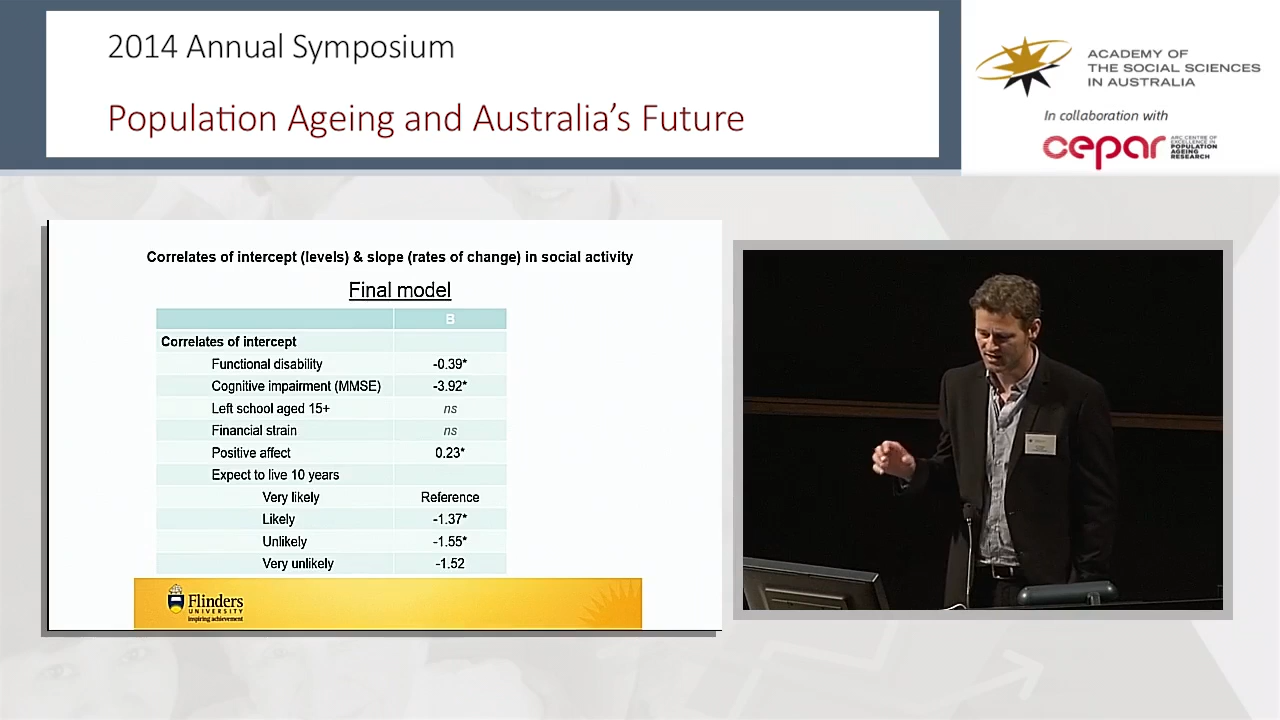 2014 Annual Symposium
Population Ageing and Australia's Future
ACADEMY OF
THE SOCIAL SCIENCES
IN AUSTRALIA
In collaboration with
cepar
ARC CENTRE OF
EXCELLENCE IN
POPULATION
AGEING
RESEARCH
Correlates of intercept (levels) & slope (rates of change) in social activity
Final model
B
Correlates of intercept
Functional disability -0.39*
Cognitive impairment (MMSE) -3.92*
Left school aged 15+ ns
Financial strain ns
Positive affect 0.23*
Expect to live 10 years
Very likely Reference
Likely -1.37*
Unlikely -1.55*
Very unlikely -1.52
Flinders
UNIVERSITY
inspiring achievement